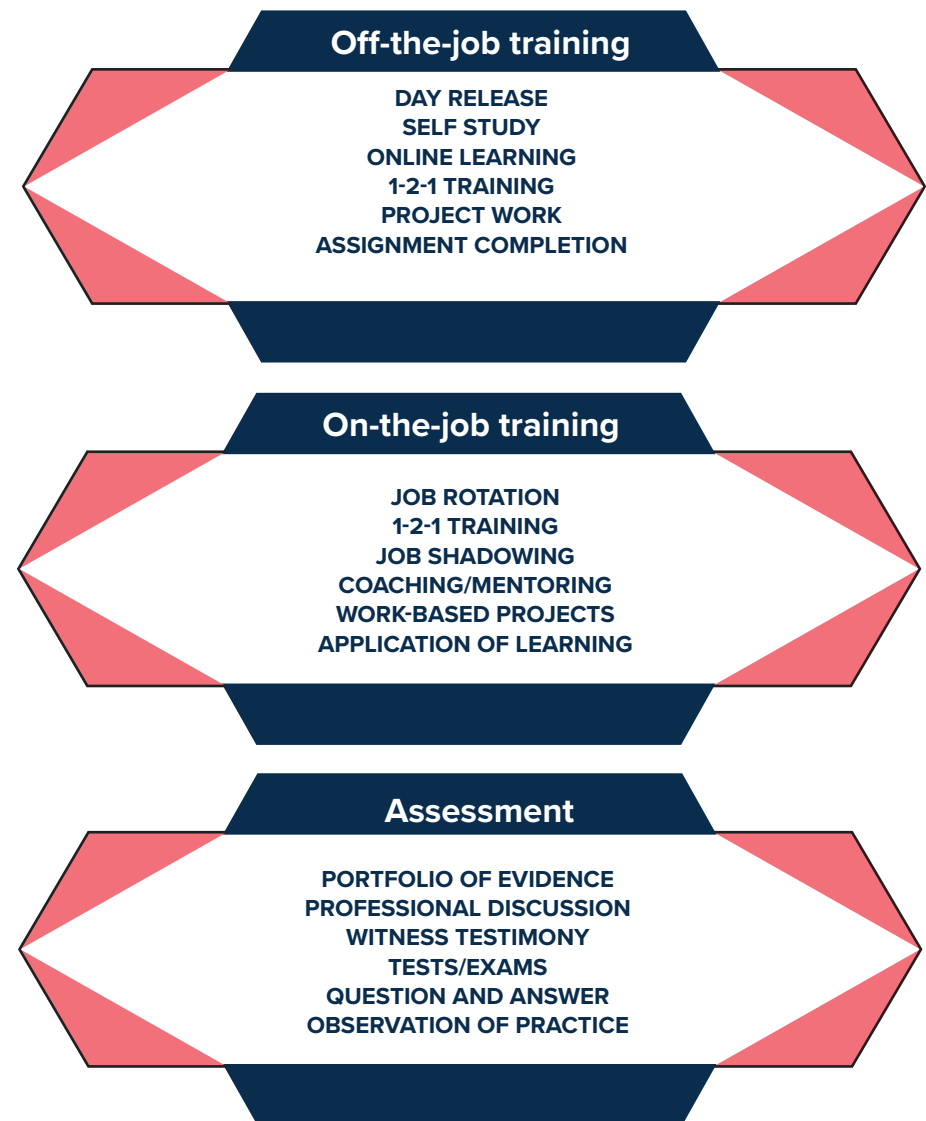 Off-the-job training
DAY RELEASE
SELF STUDY
ONLINE LEARNING
1-2-1 TRAINING
PROJECT WORK
ASSIGNMENT COMPLETION
On-the-job training
JOB ROTATION
1-2-1 TRAINING
JOB SHADOWING
COACHING/MENTORING
WORK-BASED PROJECTS
APPLICATION OF LEARNING
Assessment
PORTFOLIO OF EVIDENCE
PROFESSIONAL DISCUSSION
WITNESS TESTIMONY
TESTS/EXAMS
QUESTION AND ANSWER
OBSERVATION OF PRACTICE